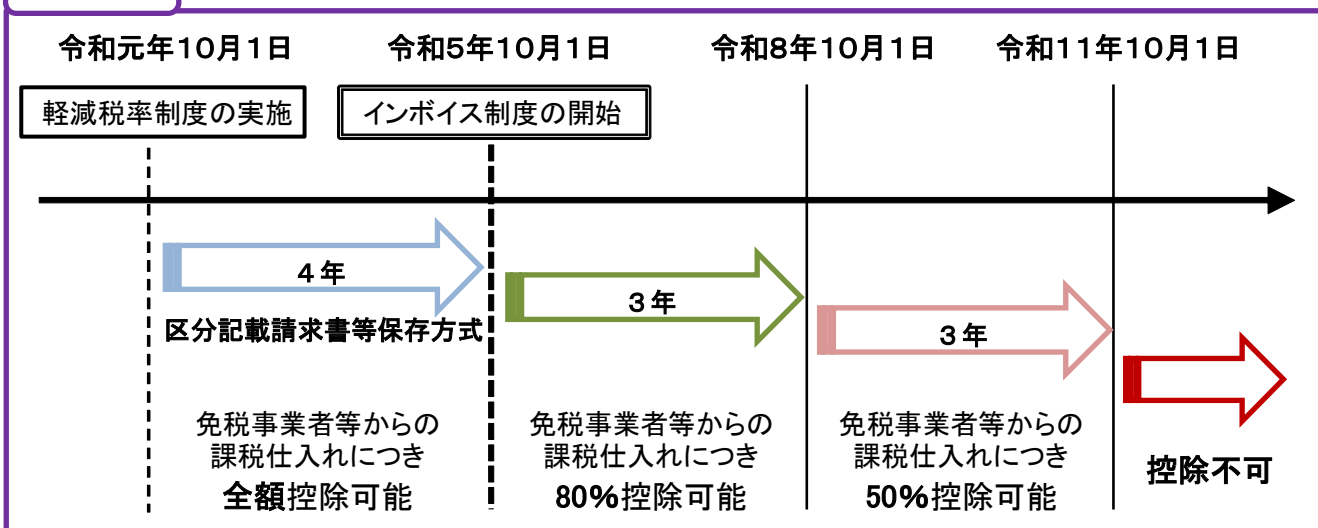 令和元年10月1日
令和5年10月1日
令和8年10月1日
令和11年10月1日
軽減税率制度の実施
インボイス制度の開始
4年
区分記載請求書等保存方式
3年
3年
免税事業者等からの
課税仕入れにつき
全額控除可能
免税事業者等からの
課税仕入れにつき
80%控除可能
免税事業者等からの
課税仕入れにつき
50%控除可能
控除不可